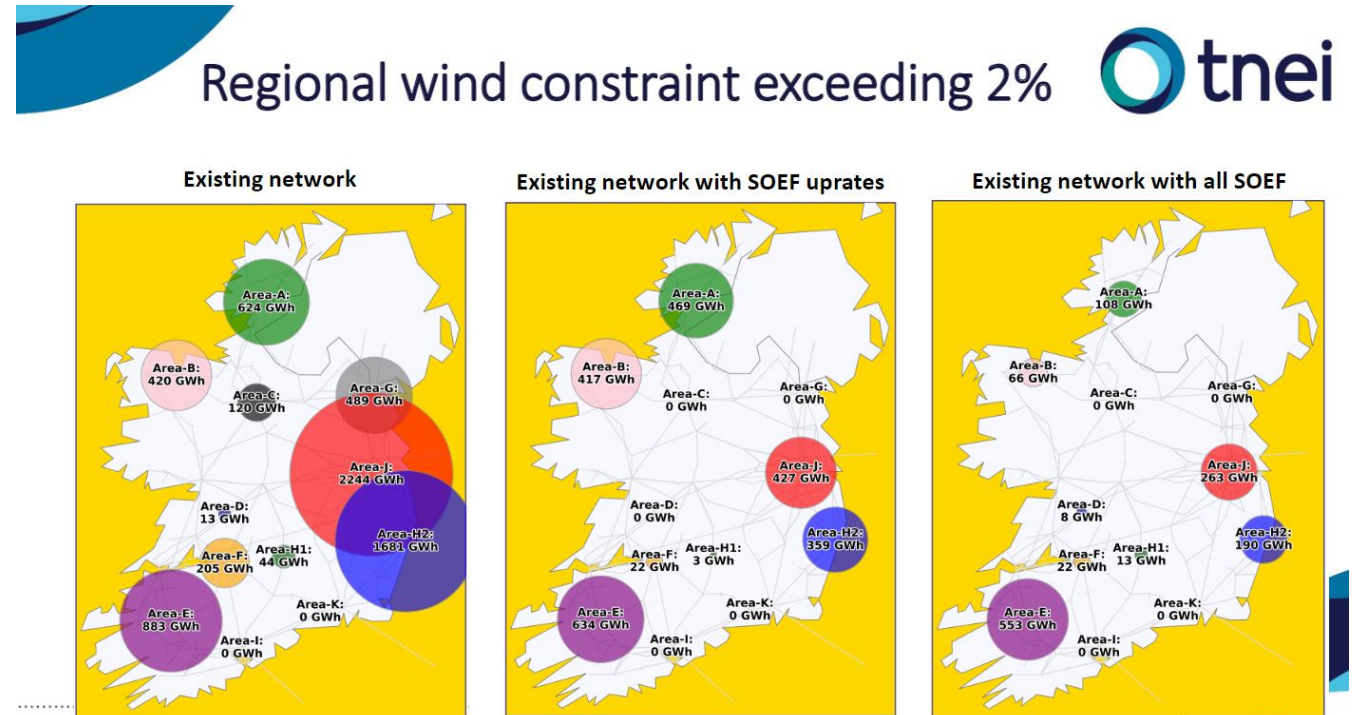 Regional wind constraint exceeding 2%
tnei
Existing network
Area-A:
624 GWh
Area-B:
420 GWh
Area-C:
120 GWh
Area-G:
489 GWh
Area-J:
2244 GWh
Area-D:
13 GWh
Area-H2:
1681 GWh
Area-F:
205 GWh
Area-H1:
44 GWh
Area-E:
883 GWh
Area-K:
0 GWh
Area-I:
0 GWh
Existing network with SOEF uprates
Area-A:
469 GWh
Area-B:
417 GWh
Area-C:
0 GWh
Area-G:
0 GWh
Area-J:
427 GWh
Area-D:
0 GWh
Area-H2:
359 GWh
Area-F:
22 GWh
Area-H1:
3 GWh
Area-E:
634 GWh
Area-K:
0 GWh
Area-I:
0 GWh
Existing network with all SOEF
Area-A:
108 GWh
Area-B:
66 GWh
Area-C:
0 GWh
Area-G:
0 GWh
Area-J:
263 GWh
Area-D:
8 GWh
Area-H2:
190 GWh
Area-F:
22 GWh
Area-H1:
13 GWh
Area-E:
553 GWh
Area-K:
0 GWh
Area-I:
0 GWh